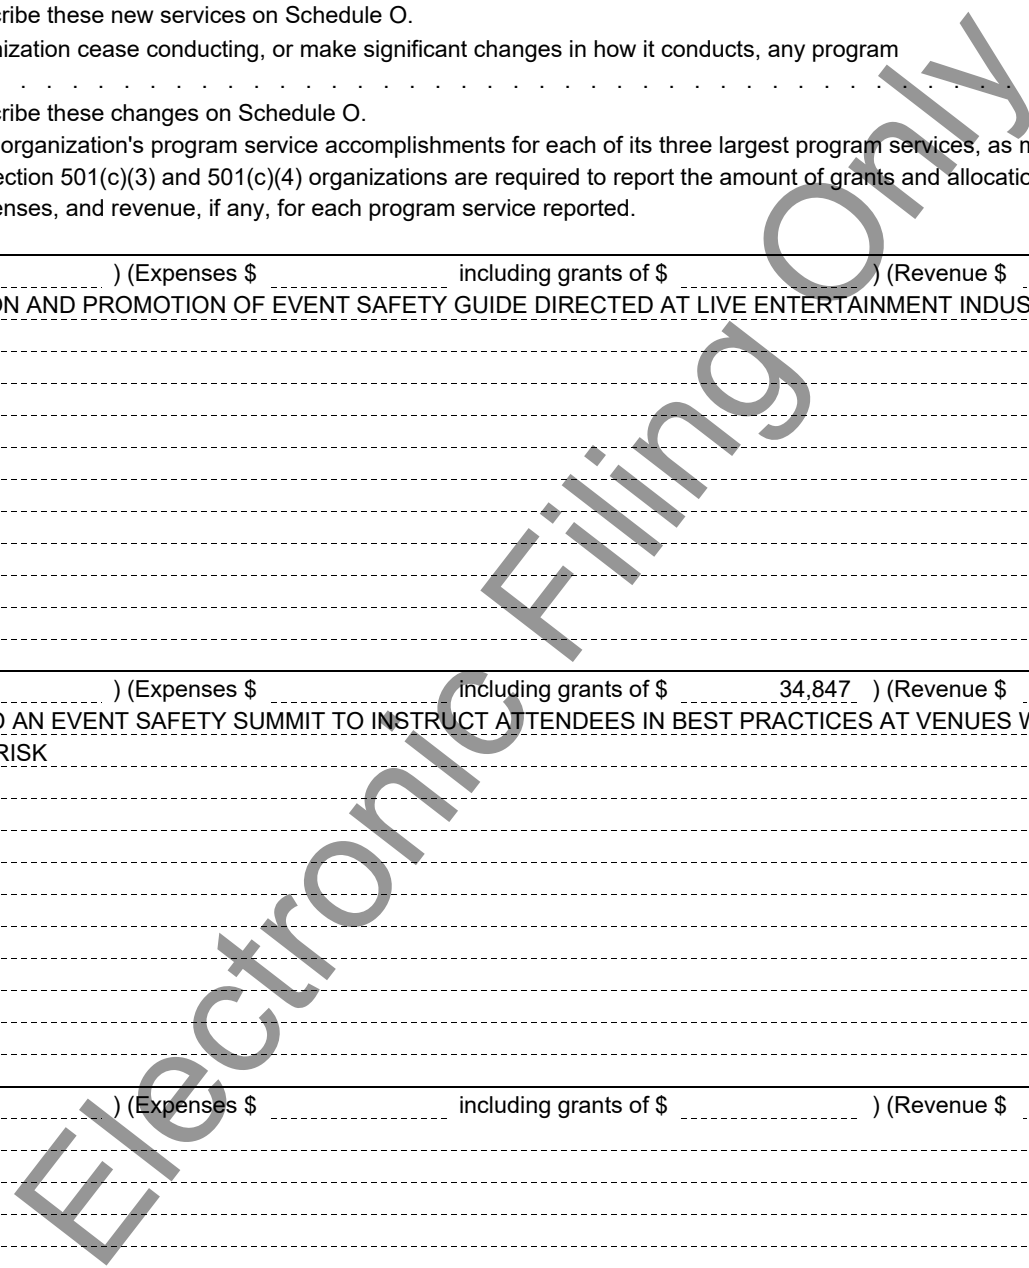 ribe these new services on Schedule O.
nization cease conducting, or make significant changes in how it conducts, any program
. . . . . . . . . . . . . . . . . . . . . . . . . . . . . . . . . . . . . . .
ribe these changes on Schedule O.
organization's program service accomplishments for each of its three largest program services, as m
ection 501(c)(3) and 501(c)(4) organizations are required to report the amount of grants and allocatio
enses, and revenue, if any, for each program service reported.
) (Expenses $ including grants of $ ) (Revenue $
ON AND PROMOTION OF EVENT SAFETY GUIDE DIRECTED AT LIVE ENTERTAINMENT INDUS
) (Expenses $ including grants of $ 34,847 ) (Revenue $
D AN EVENT SAFETY SUMMIT TO INSTRUCT ATTENDEES IN BEST PRACTICES AT VENUES W
RISK
) (Expenses $ including grants of $ ) (Revenue $
Electronic Filing Only